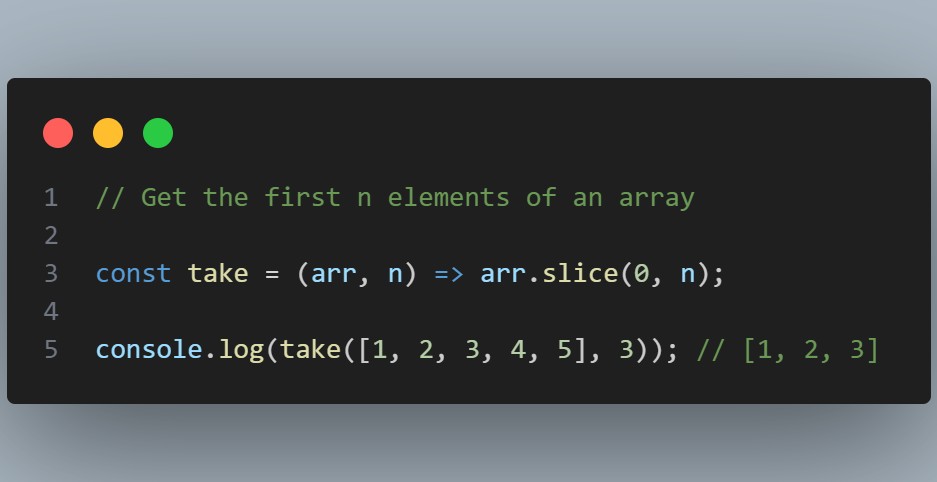 1 // Get the first n elements of an array
2
3 const take = (arr, n) => arr.slice(0, n);
4
5 console.log(take([1, 2, 3, 4, 5], 3)); // [1, 2, 3]